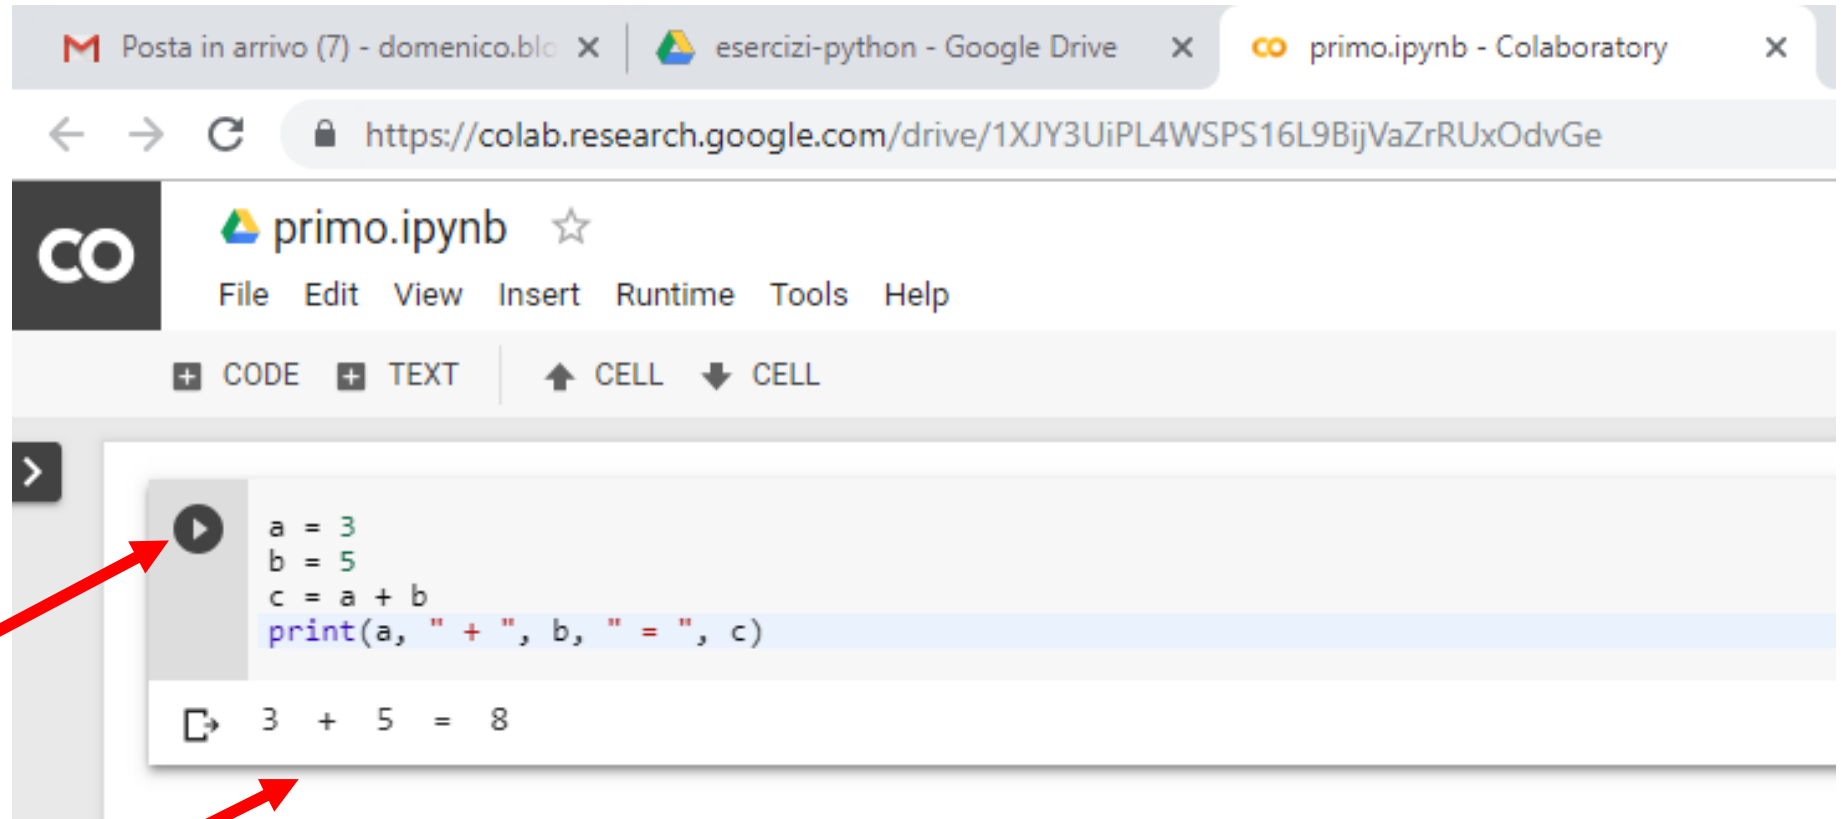 Posta in arrivo (7) - domenico.blo
esercizi-python - Google Drive
primo.ipynb - Colaboratory
https://colab.research.google.com/drive/1XJY3UiPL4WSPS16L9BijVaZrRUxOdvGe
CO
primo.ipynb
File Edit View Insert Runtime Tools Help
CODE TEXT CELL CELL
a = 3
b = 5
c = a + b
print(a, " + ", b, " = ", c)
3  +  5  =  8